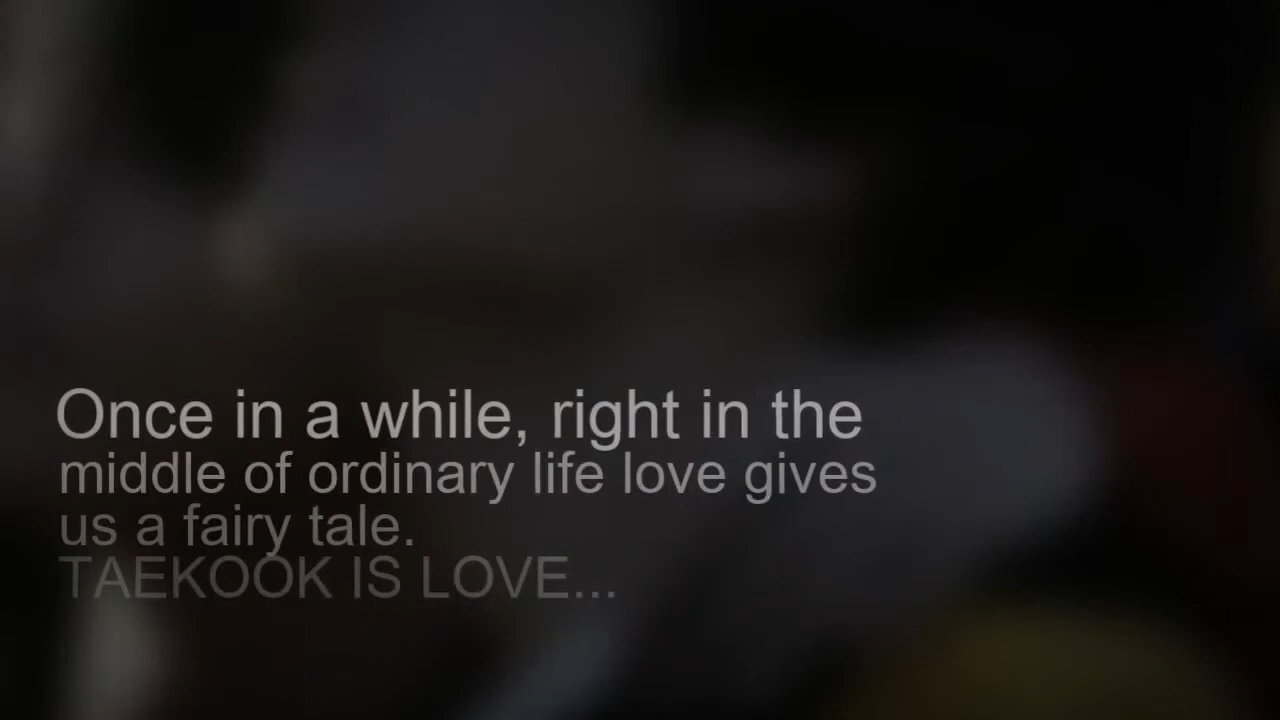 Once in a while, right in the
middle of ordinary life love gives
us a fairy tale.
TAEKOOK IS LOVE...